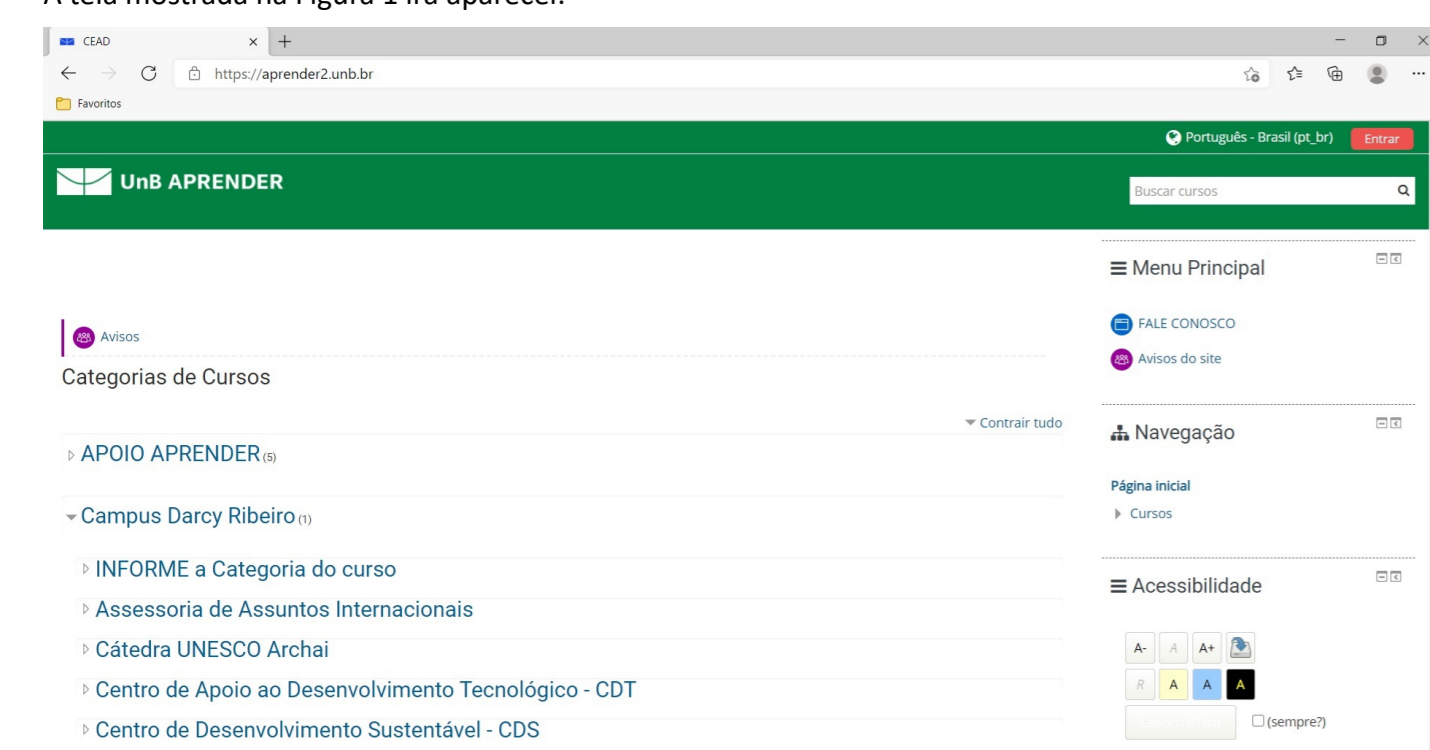 A tela mostrada na Figura 1 irá aparecer.
CEAD
https://aprender2.unb.br
Favoritos
Português - Brasil (pt_br) Entrar
UnB APRENDER
Buscar cursos
Menu Principal
FALE CONOSCO
Avisos do site
Avisos
Categorias de Cursos
Contrair tudo
APOIO APRENDER (5)
Campus Darcy Ribeiro (1)
INFORME a Categoria do curso
Assessoria de Assuntos Internacionais
Cátedra UNESCO Archai
Centro de Apoio ao Desenvolvimento Tecnológico - CDT
Centro de Desenvolvimento Sustentável - CDS
Navegação
Página inicial
Cursos
Acessibilidade
A- A A+
R A A A
(sempre?)